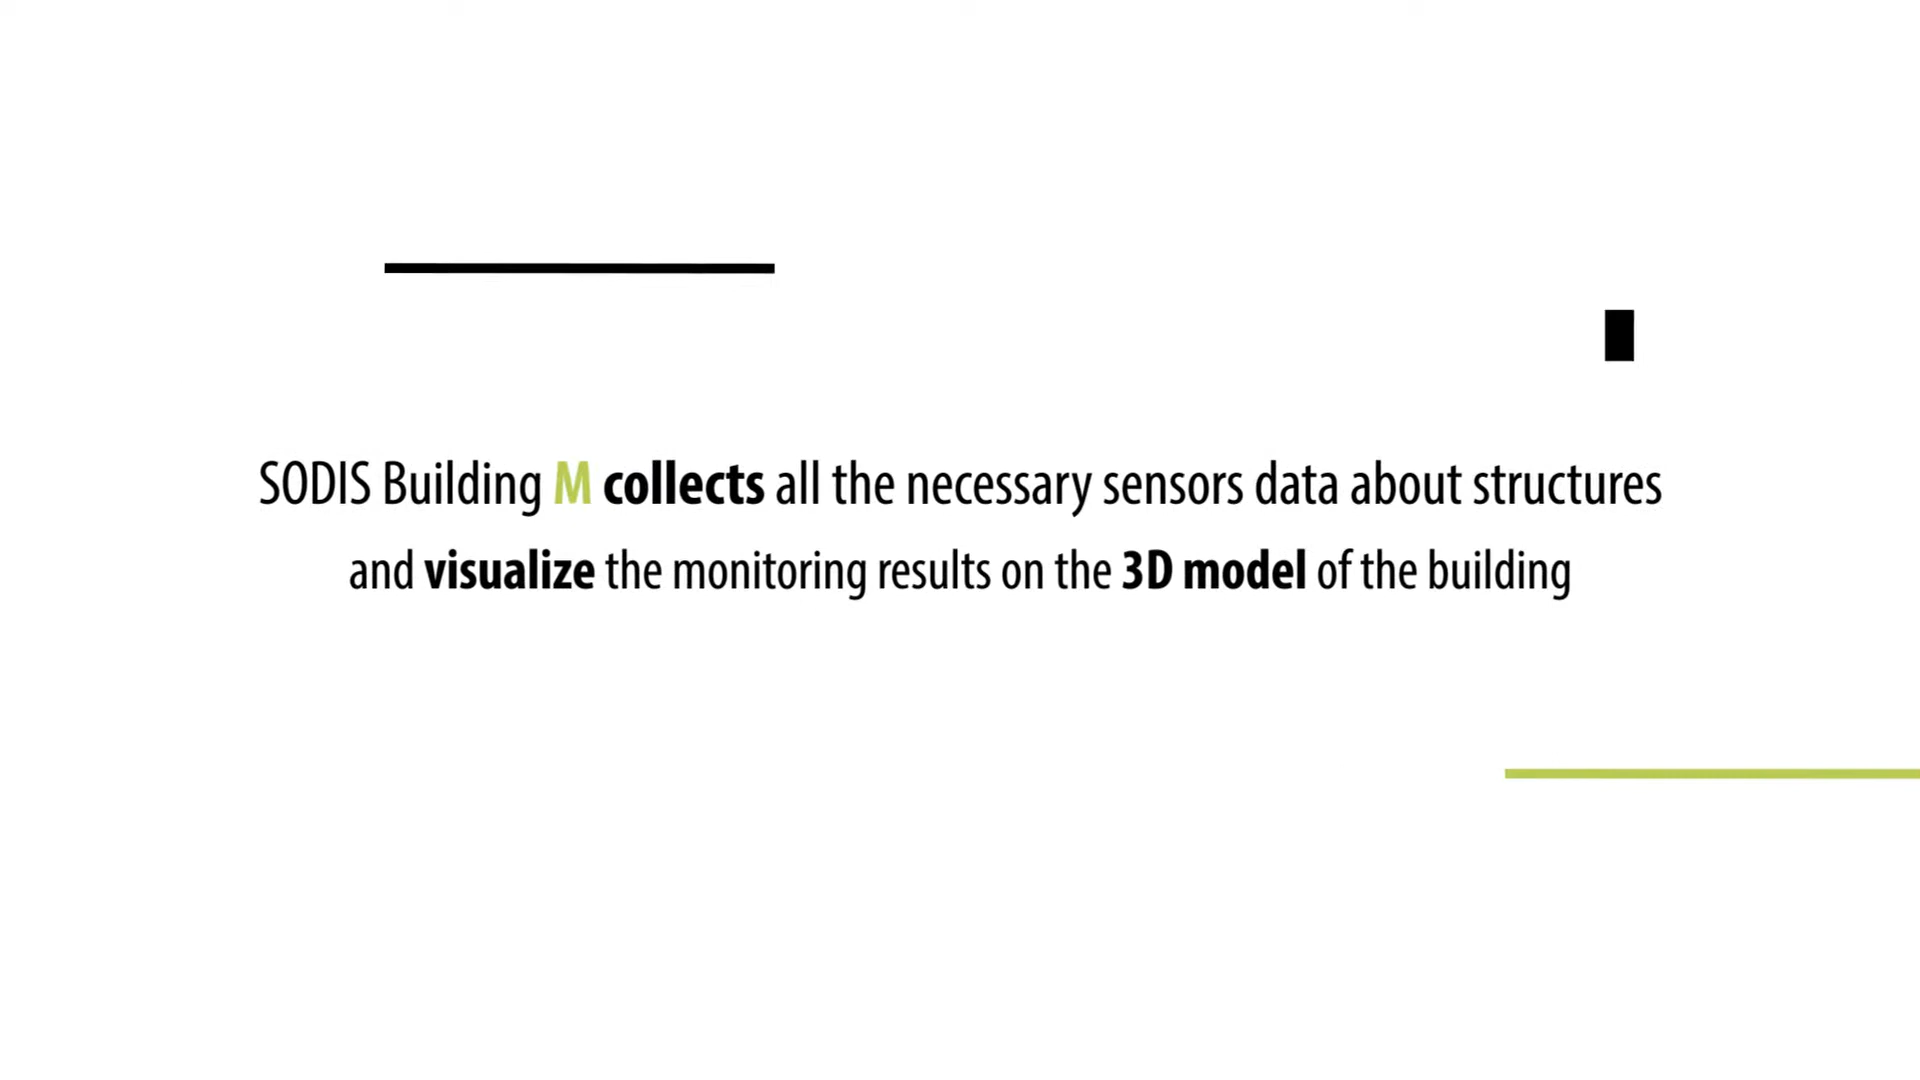 SODIS Building M collects all the necessary sensors data about structures
and visualize the monitoring results on the 3D model of the building